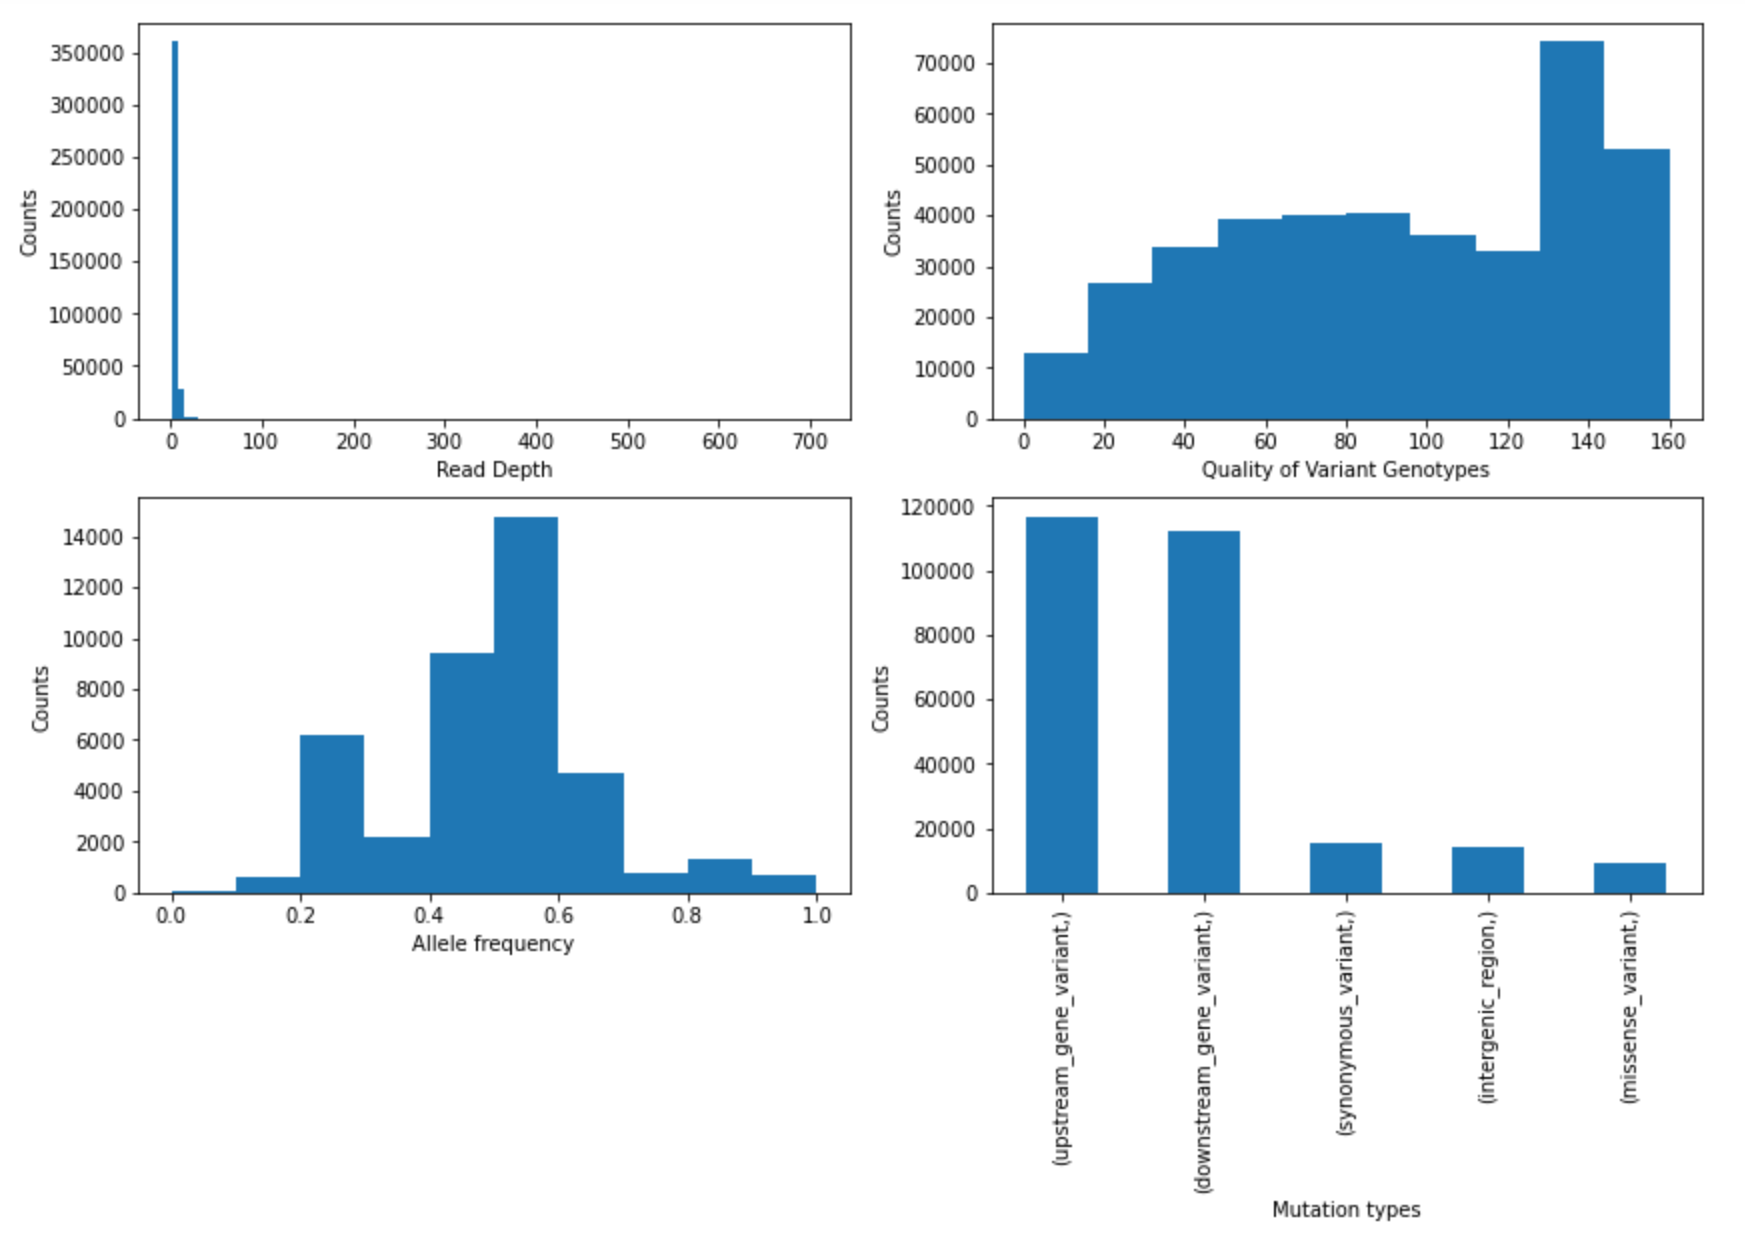 350000
300000
250000
200000
150000
100000
50000
0
Counts
0 100 200 300 400 500 600 700
Read Depth
70000
60000
50000
40000
30000
20000
10000
0
Counts
0 20 40 60 80 100 120 140 160
Quality of Variant Genotypes
14000
12000
10000
8000
6000
4000
2000
0
Counts
0.0 0.2 0.4 0.6 0.8 1.0
Allele frequency
120000
100000
80000
60000
40000
20000
0
Counts
(upstream_gene_variant,)
(downstream_gene_variant,)
(synonymous_variant,)
(intergenic_region,)
(missense_variant,)
Mutation types